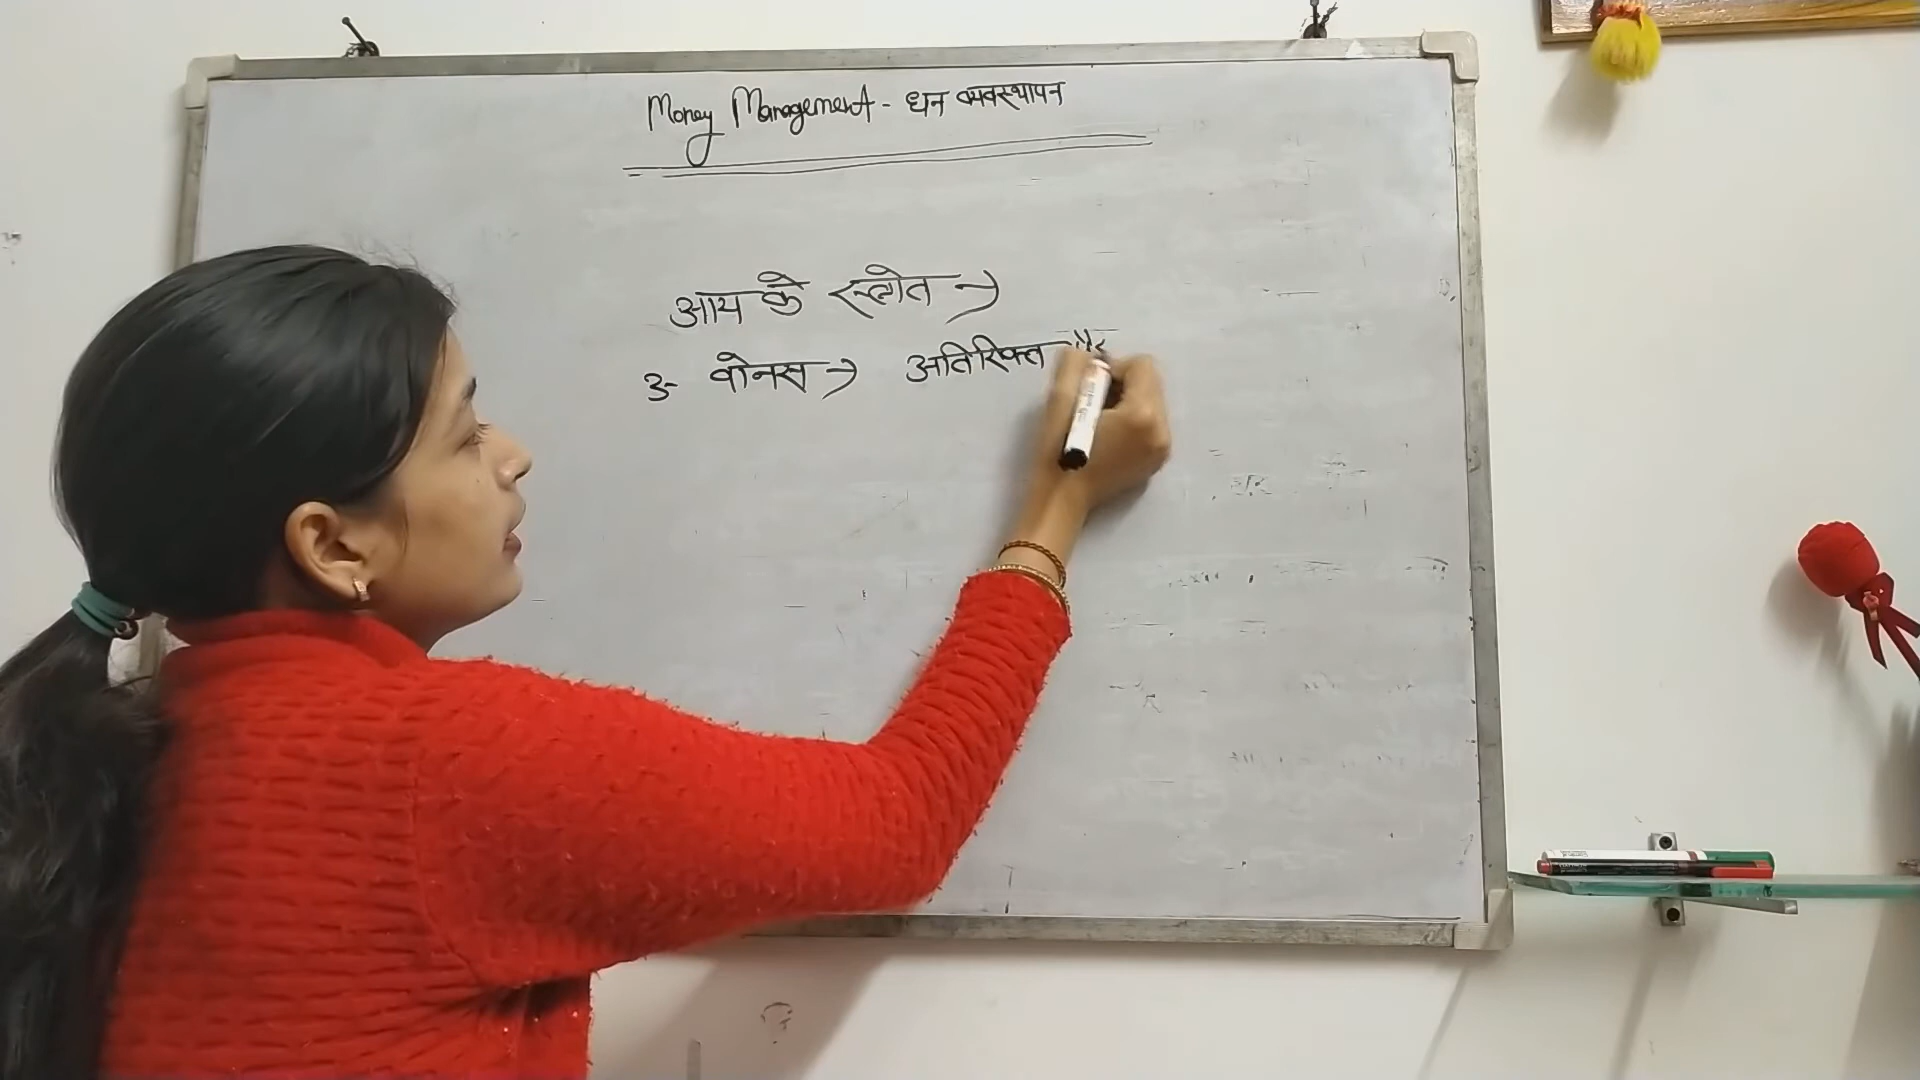 Money Management - धन व्यवस्थापन
आय के स्त्रोत →
3- वोनस → अतिरिक्त